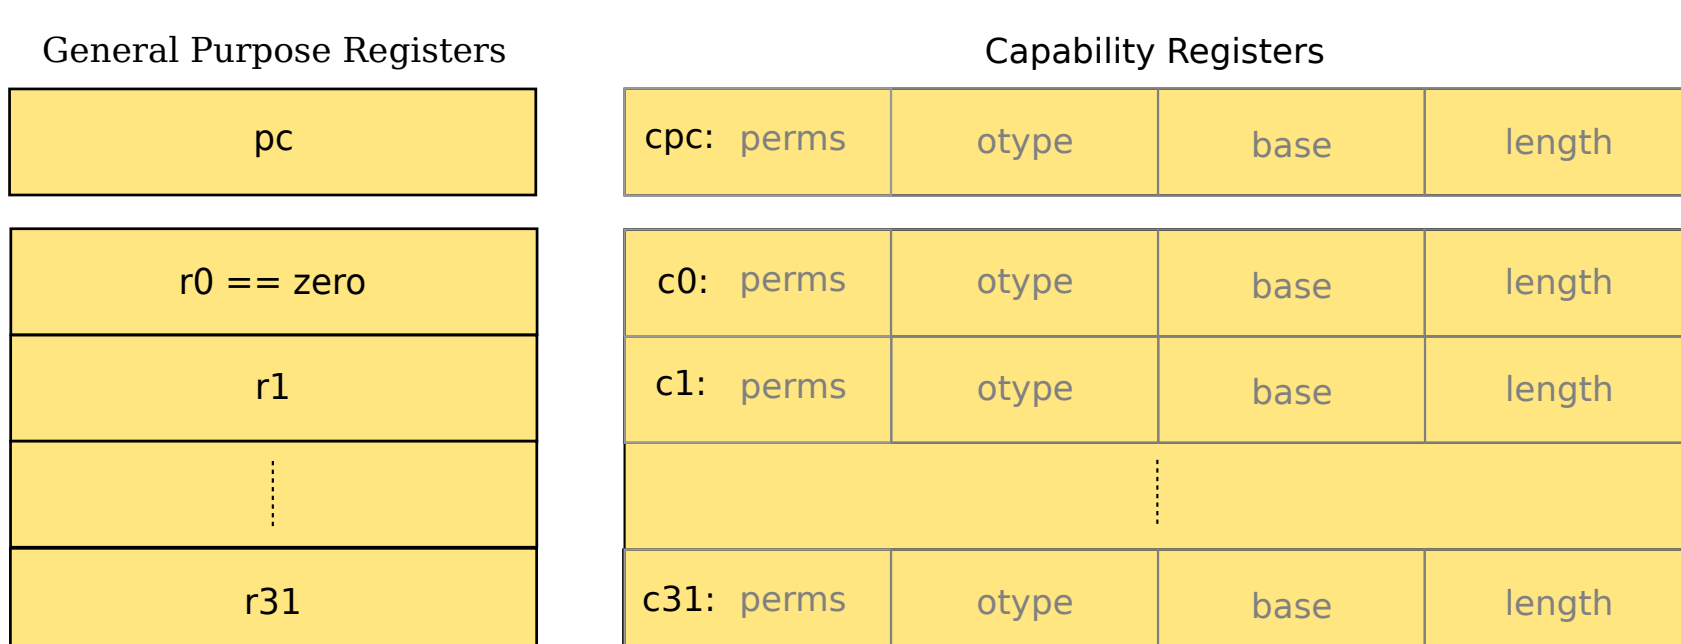 General Purpose Registers
Capability Registers
pc
cpc: perms otype base length
r0 == zero
c0: perms otype base length
r1
c1: perms otype base length
r31
c31: perms otype base length